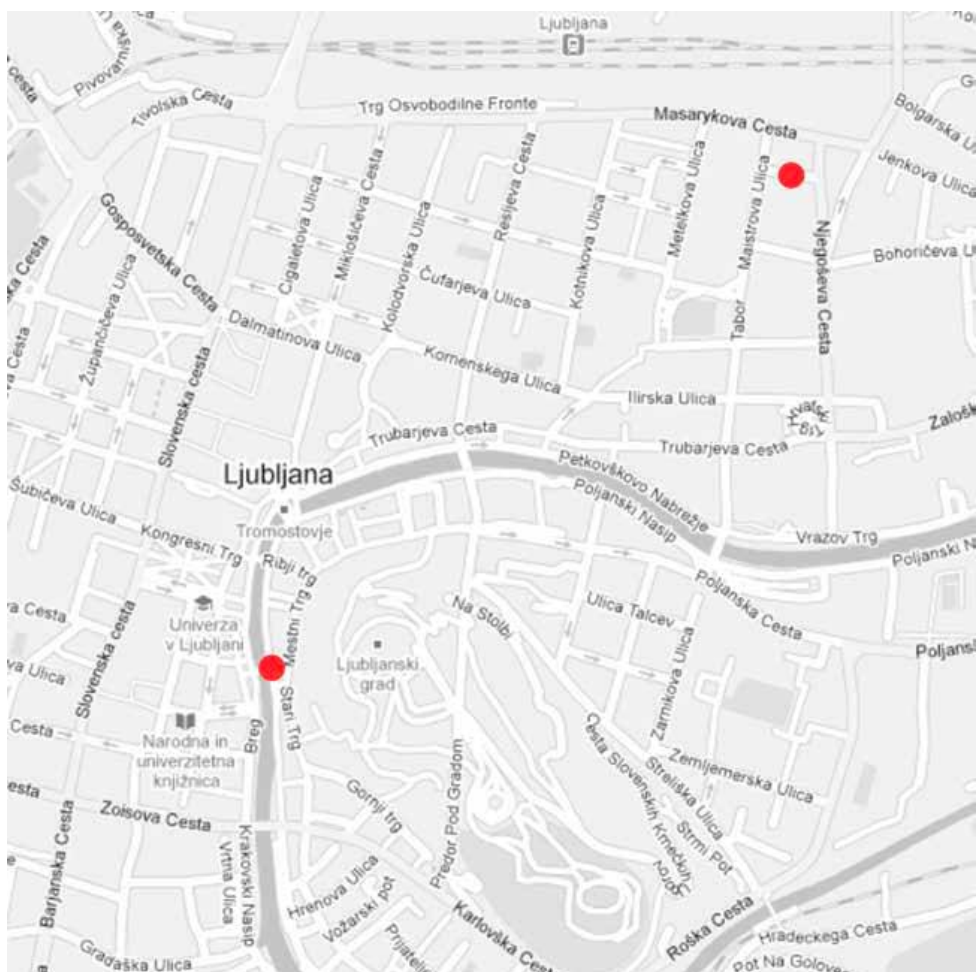 Ljubljana
Pivovarniška
Tivolska Cesta
Trg Osvobodilne Fronte
Masarykova Cesta
Bolgarska
Jenkova Ulica
cesta
Gosposvetska Cesta
Cigaletova Ulica
Miklošičeva Cesta
Kolodvorska Ulica
Resljeva Cesta
Kotnikova Ulica
Metelkova Ulica
Maistrova Ulica
Njegoševa Cesta
Bohoričeva
Cesta
Župančičeva Ulica
Čufarjeva Ulica
Tabor
Dalmatinova Ulica
Komenskega Ulica
Slovenska cesta
Ilirska Ulica
Trg
Trubarjeva Cesta
Trubarjeva Cesta
Ljubljana
Petkovškovo Nabrežje
Šubičeva Ulica
Kongresni Trg
Tromostovje
Ribji trg
Poljanski Nasip
Vrazov Trg
Poljanski
Poljanska Cesta
Na Stolbi
Ulica Talcev
Cesta
Univerza
v Ljubljani
Mestni Trg
Ljubljanski
grad
Zarnikova Ulica
Slovenska cesta
Ulica
Stari Trg
Breg
Narodna in
univerzitetna
knjižnica
Cesta
Cesta Slovenskih Kmečkih Uporov
Streliška Ulica
Zemljemerska Ulica
Strmi Pot
Predor Pod Gradom
Gornji trg
Zoisova Cesta
Barjanska Cesta
Vrtna Ulica
Krakovski Nasip
Hrenova Ulica
Vožarski pot
Karlovška Cesta
Roška Cesta
Hradeckega Cesta
Gradaška Ulica
Pot Na Golovec